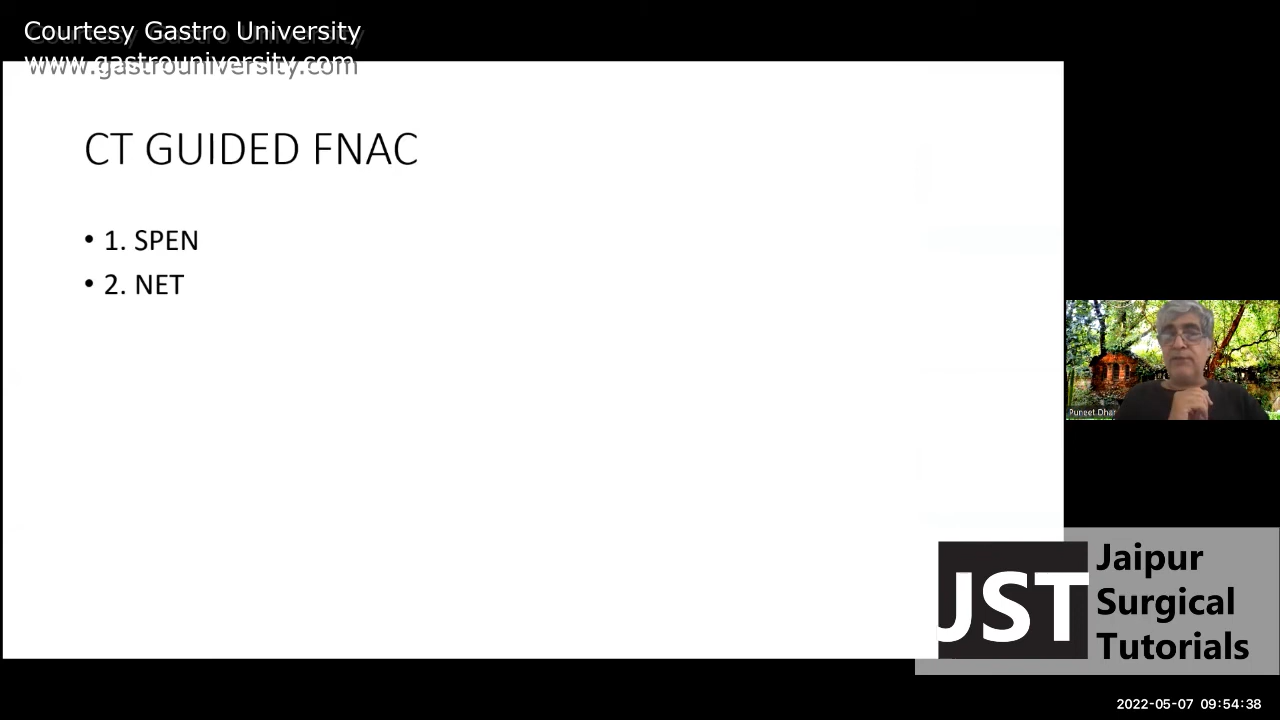 Courtesy Gastro University
www.gastrouniversity.com
CT GUIDED FNAC
• 1. SPEN
• 2. NET
Puneet
JST
Jaipur
Surgical
Tutorials
2022-05-07 09:54:38